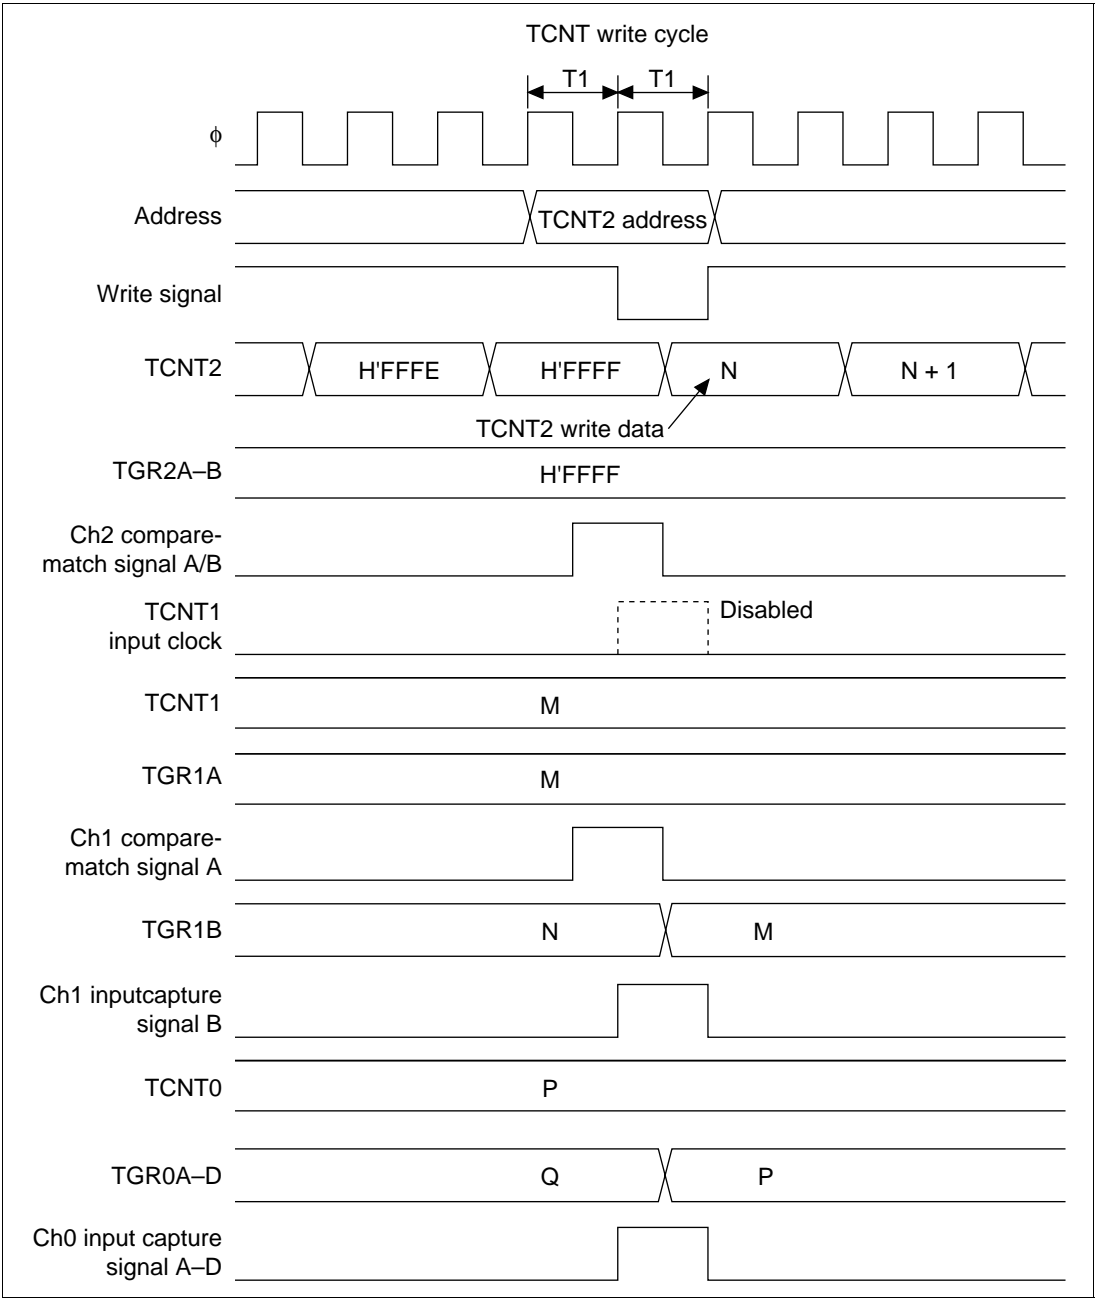 TCNT write cycle
T1 T1
ϕ
Address TCNT2 address
Write signal
TCNT2 H'FFFE H'FFFF N N + 1
TCNT2 write data
TGR2A–B H'FFFF
Ch2 compare-
match signal A/B
TCNT1 Disabled
input clock
TCNT1 M
TGR1A M
Ch1 compare-
match signal A
TGR1B N M
Ch1 inputcapture
signal B
TCNT0 P
TGR0A–D Q P
Ch0 input capture
signal A–D